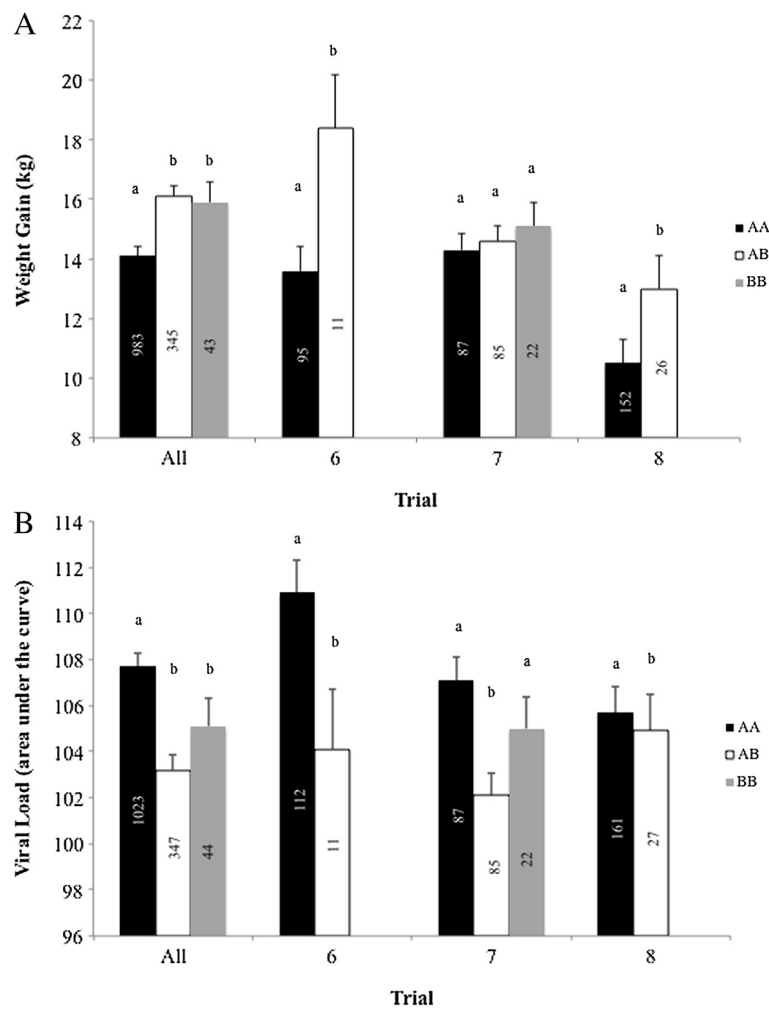 A
22
20
18
16
14
12
10
8
Weight Gain (kg)
a b b
a b
a a a
a b
983 345 43
95 11
87 85 22
152 26
AA
AB
BB
All 6 7 8
Trial
B
114
112
110
108
106
104
102
100
98
96
Viral Load (area under the curve)
a b b
a b
a b a
a b
1023 347 44
112 11
87 85 22
161 27
AA
AB
BB
All 6 7 8
Trial